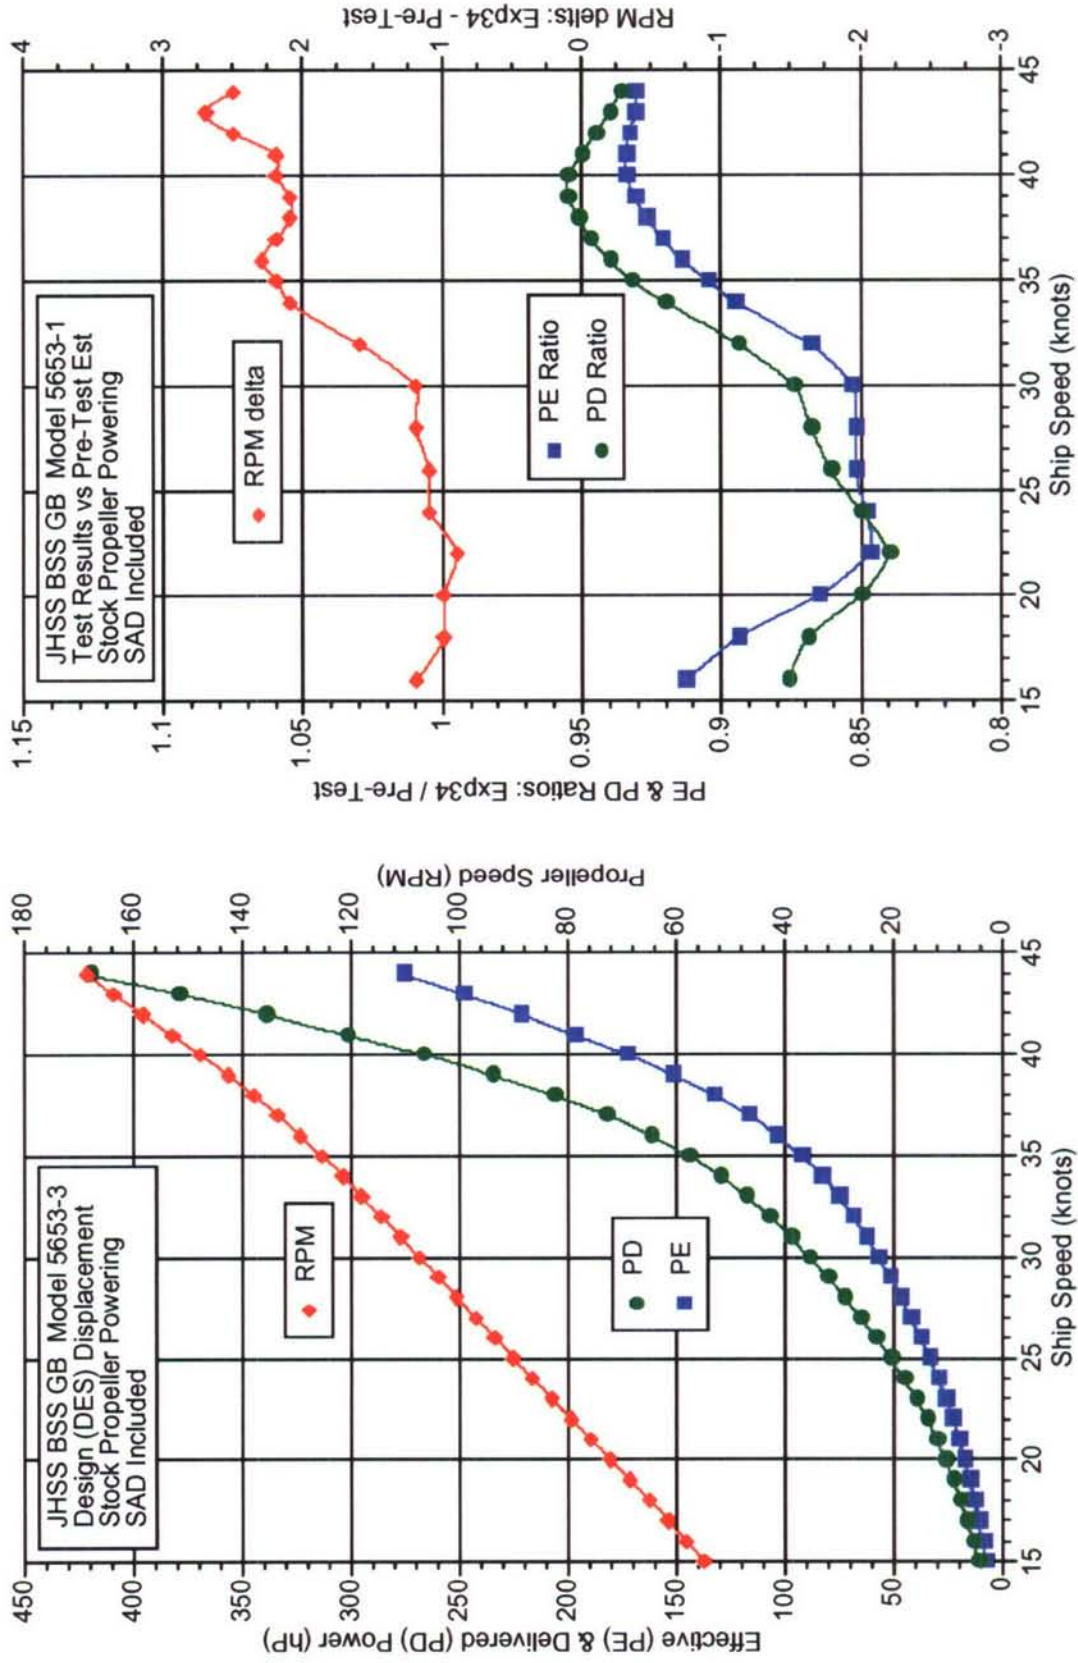 JHSS BSS GB Model 5653-3
Design (DES) Displacement
Stock Propeller Powering
SAD Included
RPM
PD
PE
Effective (PE) & Delivered (PD) Power (hP)
450
400
350
300
250
200
150
100
50
0
Propeller Speed (RPM)
180
160
140
120
100
80
60
40
20
0
15
20
25
30
35
40
45
Ship Speed (knots)
JHSS BSS GB Model 5653-1
Test Results vs Pre-Test Est
Stock Propeller Powering
SAD Included
RPM delta
PE Ratio
PD Ratio
PE & PD Ratios: Exp34 / Pre-Test
1.15
1.1
1.05
1
0.95
0.9
0.85
0.8
RPM deltas: Exp34 - Pre-Test
4
3
2
1
0
-1
-2
-3
15
20
25
30
35
40
45
Ship Speed (knots)